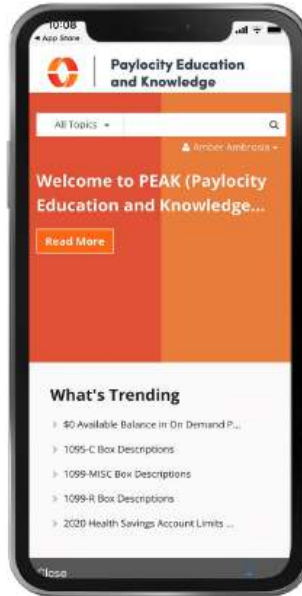 10:08
App Store
Paylocity Education
and Knowledge
All Topics
Amber Ambrosia
Welcome to PEAK (Paylocity
Education and Knowledge...
Read More
What's Trending
$0 Available Balance in On Demand P...
1095-C Box Descriptions
1099-MISC Box Descriptions
1099-R Box Descriptions
2020 Health Savings Account Limits ...
Close